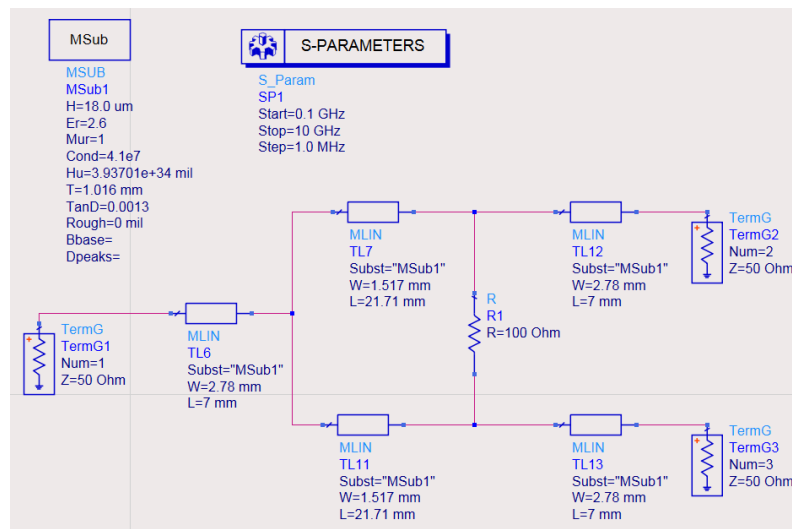 MSub
MSUB
MSub1
H=18.0 um
Er=2.6
Mur=1
Cond=4.1e7
Hu=3.93701e+34 mil
T=1.016 mm
TanD=0.0013
Rough=0 mil
Bbase=
Dpeaks=
S-PARAMETERS
S_Param
SP1
Start=0.1 GHz
Stop=10 GHz
Step=1.0 MHz
TermG
TermG1
Num=1
Z=50 Ohm
MLIN
TL6
Subst="MSub1"
W=2.78 mm
L=7 mm
MLIN
TL7
Subst="MSub1"
W=1.517 mm
L=21.71 mm
MLIN
TL12
Subst="MSub1"
W=2.78 mm
L=7 mm
TermG
TermG2
Num=2
Z=50 Ohm
R
R1
R=100 Ohm
MLIN
TL11
Subst="MSub1"
W=1.517 mm
L=21.71 mm
MLIN
TL13
Subst="MSub1"
W=2.78 mm
L=7 mm
TermG
TermG3
Num=3
Z=50 Ohm